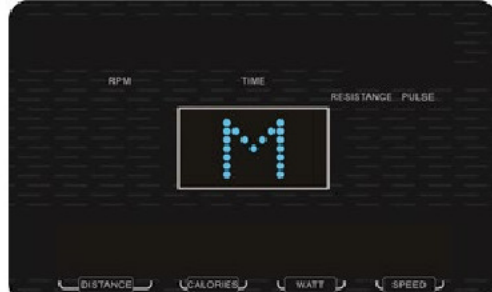 RPM TIME
RESISTANCE PULSE
M
DISTANCE CALORIES WATT SPEED